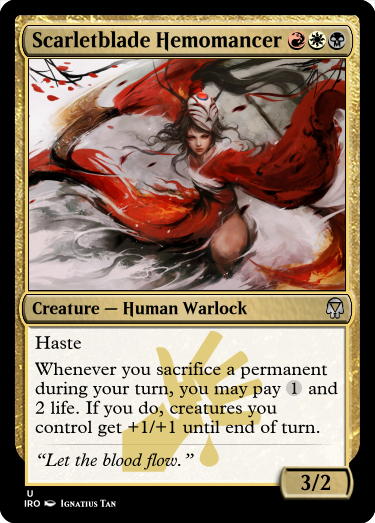 Scarletblade Hemomancer
Creature — Human Warlock
Haste
Whenever you sacrifice a permanent
during your turn, you may pay 1 and
2 life. If you do, creatures you
control get +1/+1 until end of turn.
“Let the blood flow.”
3/2
U
IRO Ignatius Tan